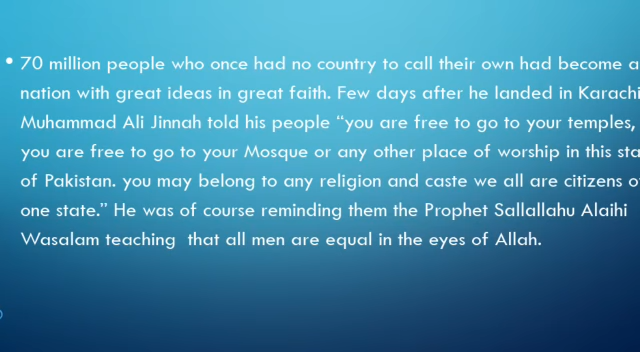 • 70 million people who once had no country to call their own had become a
nation with great ideas in great faith. Few days after he landed in Karachi
Muhammad Ali Jinnah told his people “you are free to go to your temples,
you are free to go to your Mosque or any other place of worship in this sta
of Pakistan. you may belong to any religion and caste we all are citizens o
one state.” He was of course reminding them the Prophet Sallallahu Alaihi
Wasalam teaching that all men are equal in the eyes of Allah.